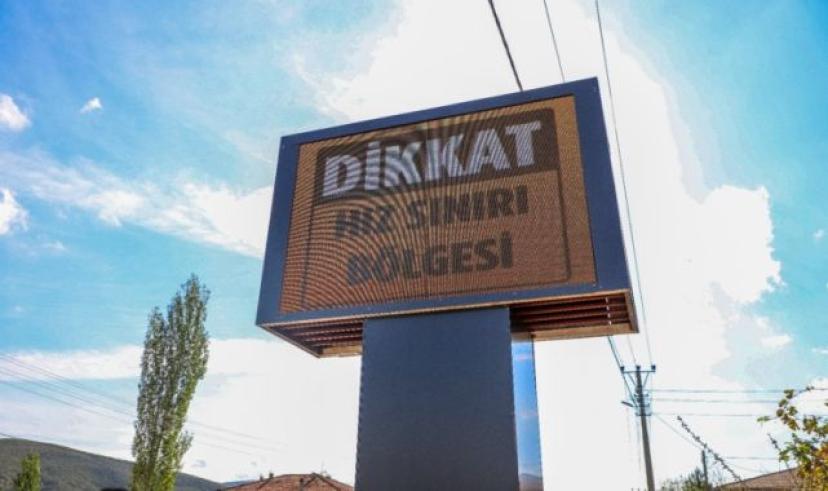 DİKKAT
HIZ SINIRI
BÖLGESİ